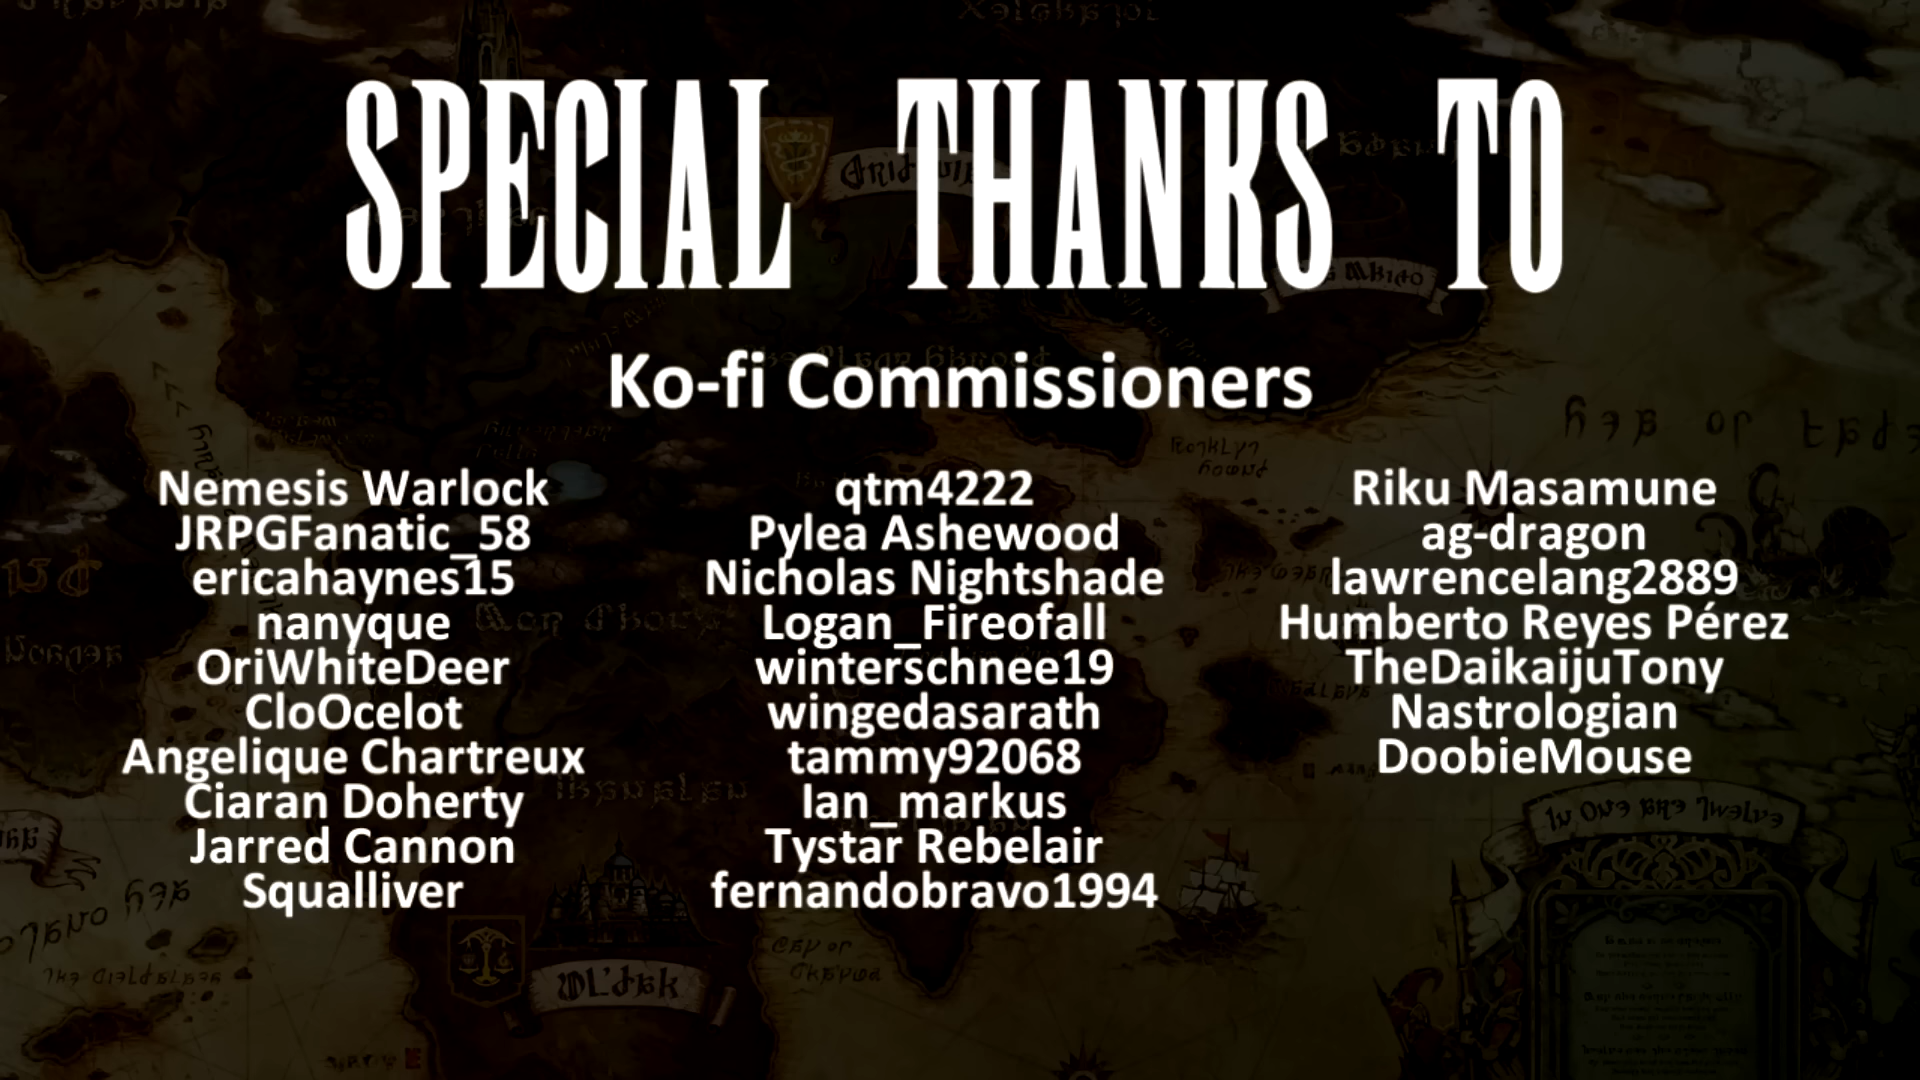 SPECIAL THANKS TO
Ko-fi Commissioners
Nemesis Warlock
JRPGFanatic_58
ericahaynes15
nanyque
OriWhiteDeer
CloOcelot
Angelique Chartreux
Ciaran Doherty
Jarred Cannon
Squalliver
qtm4222
Pylea Ashewood
Nicholas Nightshade
Logan_Fireofall
winterschnee19
wingedasarath
tammy92068
Ian_markus
Tystar Rebelair
fernandobravo1994
Riku Masamune
ag-dragon
lawrencelang2889
Humberto Reyes Pérez
TheDaikaijuTony
Nastrologian
DoobieMouse